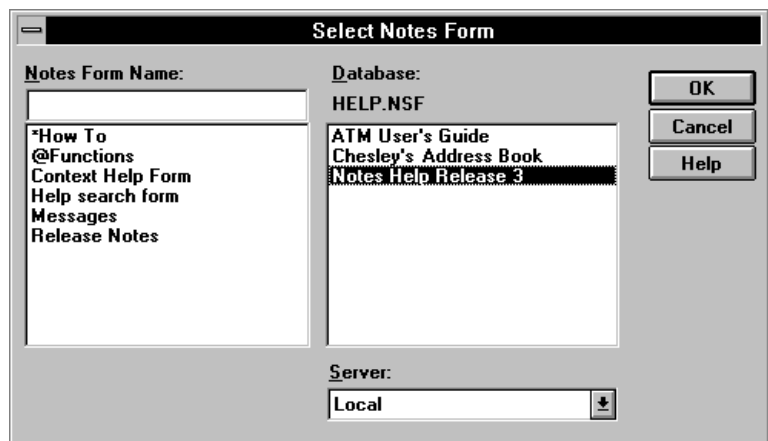 Select Notes Form
Notes Form Name:
*How To
@Functions
Context Help Form
Help search form
Messages
Release Notes
Database:
HELP.NSF
ATM User's Guide
Chesley's Address Book
Notes Help Release 3
Server:
Local
OK
Cancel
Help